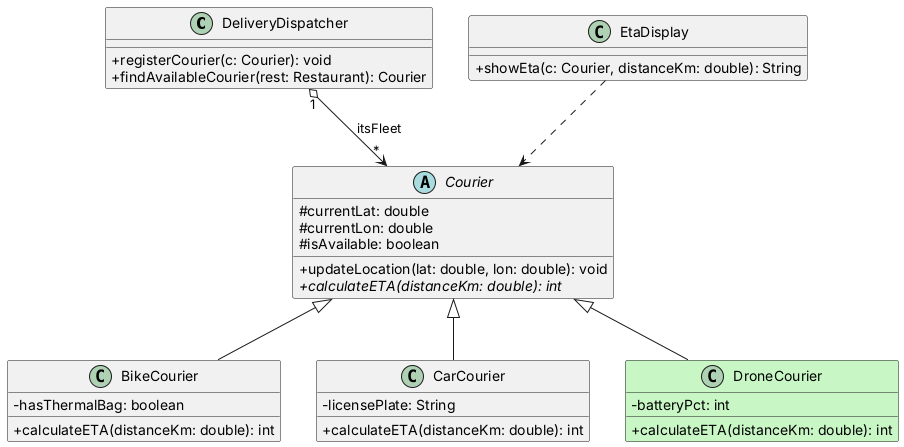 C DeliveryDispatcher
+registerCourier(c: Courier): void
+findAvailableCourier(rest: Restaurant): Courier
C EtaDisplay
+showEta(c: Courier, distanceKm: double): String
1
itsFleet
*
A Courier
#currentLat: double
#currentLon: double
#isAvailable: boolean
+updateLocation(lat: double, lon: double): void
+calculateETA(distanceKm: double): int
C BikeCourier
-hasThermalBag: boolean
+calculateETA(distanceKm: double): int
C CarCourier
-licensePlate: String
+calculateETA(distanceKm: double): int
C DroneCourier
-batteryPct: int
+calculateETA(distanceKm: double): int